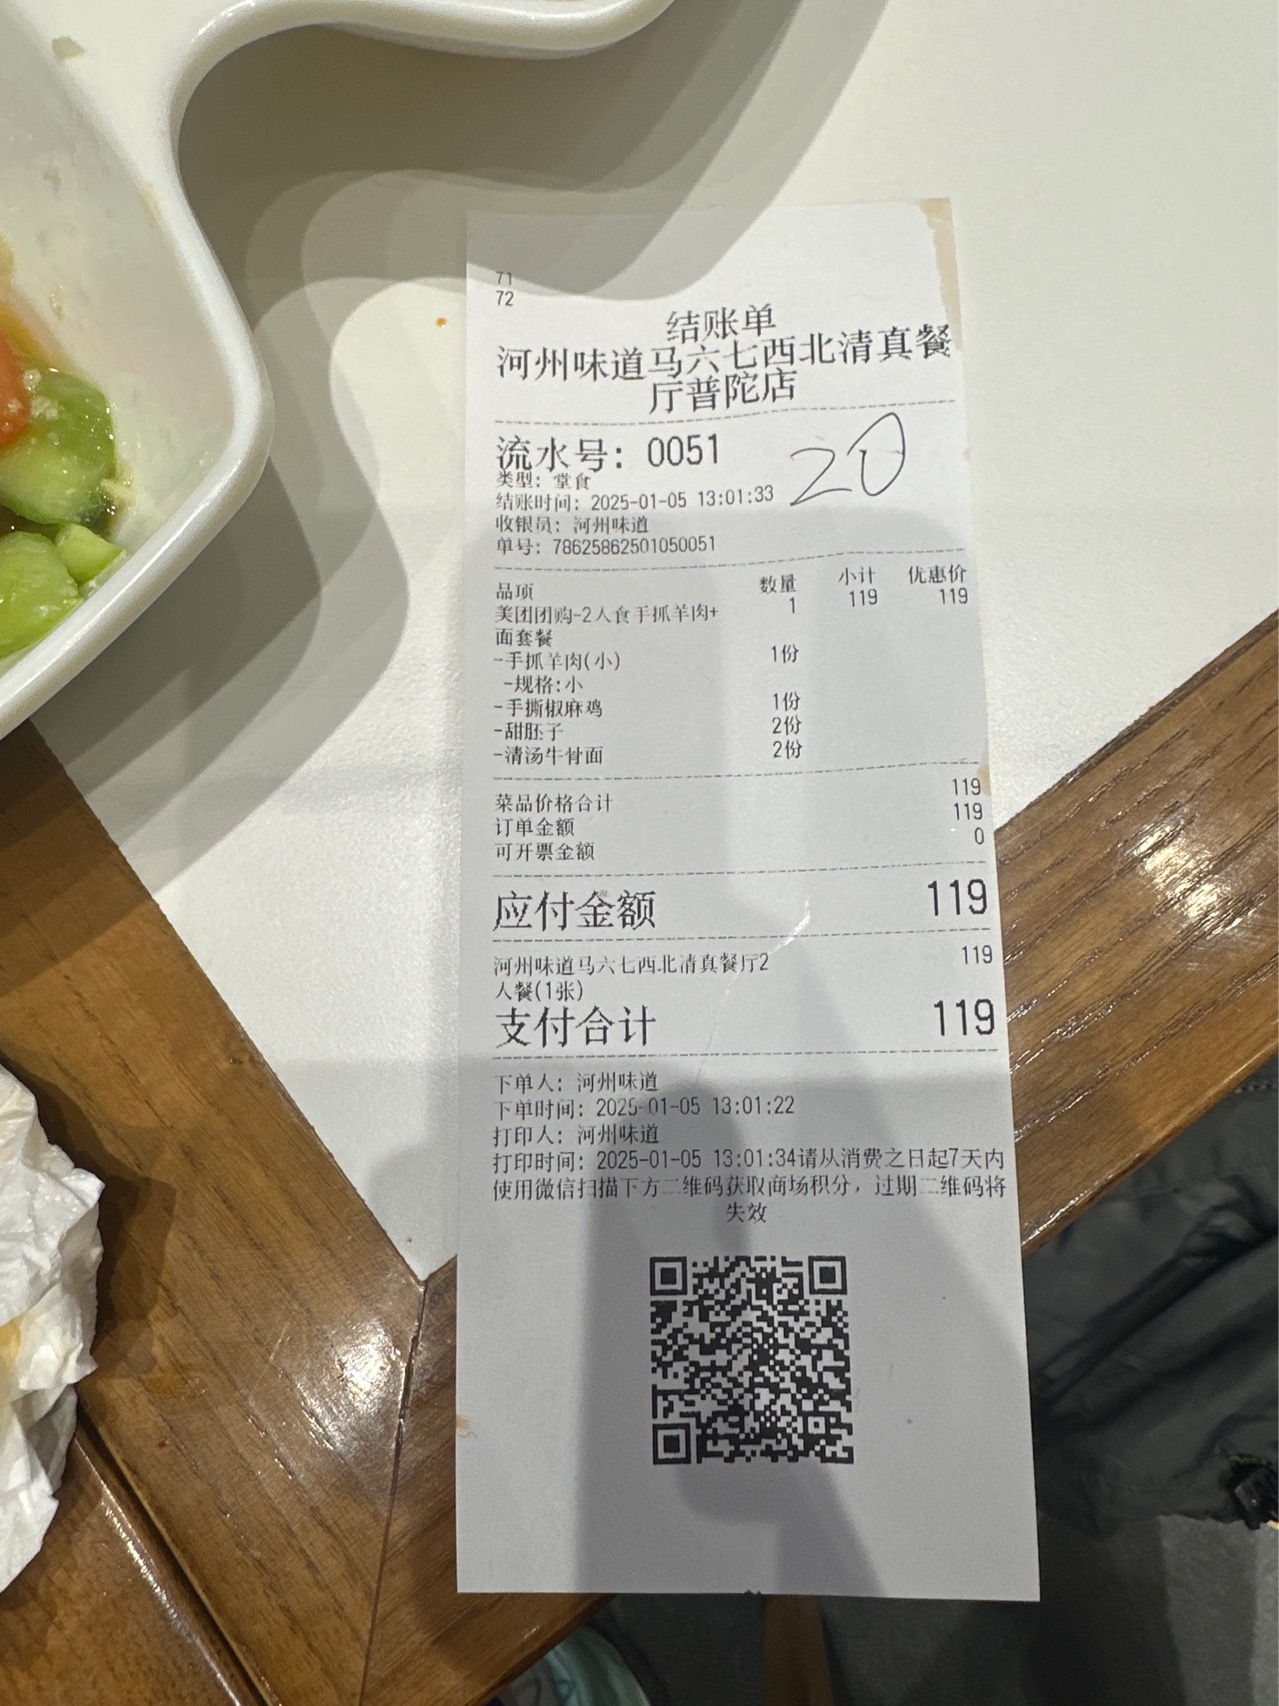 71
72
结账单
河州味道马六七西北清真餐
厅普陀店
流水号: 0051
20
类型: 堂食
结账时间: 2025-01-05 13:01:33
收银员: 河州味道
单号: 78625862501050051
品项 数量 小计 优惠价
美团团购-2人食手抓羊肉+ 1 119 119
面套餐
-手抓羊肉(小) 1份
-规格:小
-手撕椒麻鸡 1份
-甜胚子 2份
-清汤牛骨面 2份
菜品价格合计 119
订单金额 119
可开票金额 0
应付金额 119
河州味道马六七西北清真餐厅2 119
人餐(1张)
支付合计 119
下单人: 河州味道
下单时间: 2025-01-05 13:01:22
打印人: 河州味道
打印时间: 2025-01-05 13:01:34请从消费之日起7天内
使用微信扫描下方二维码获取商场积分，过期二维码将
失效